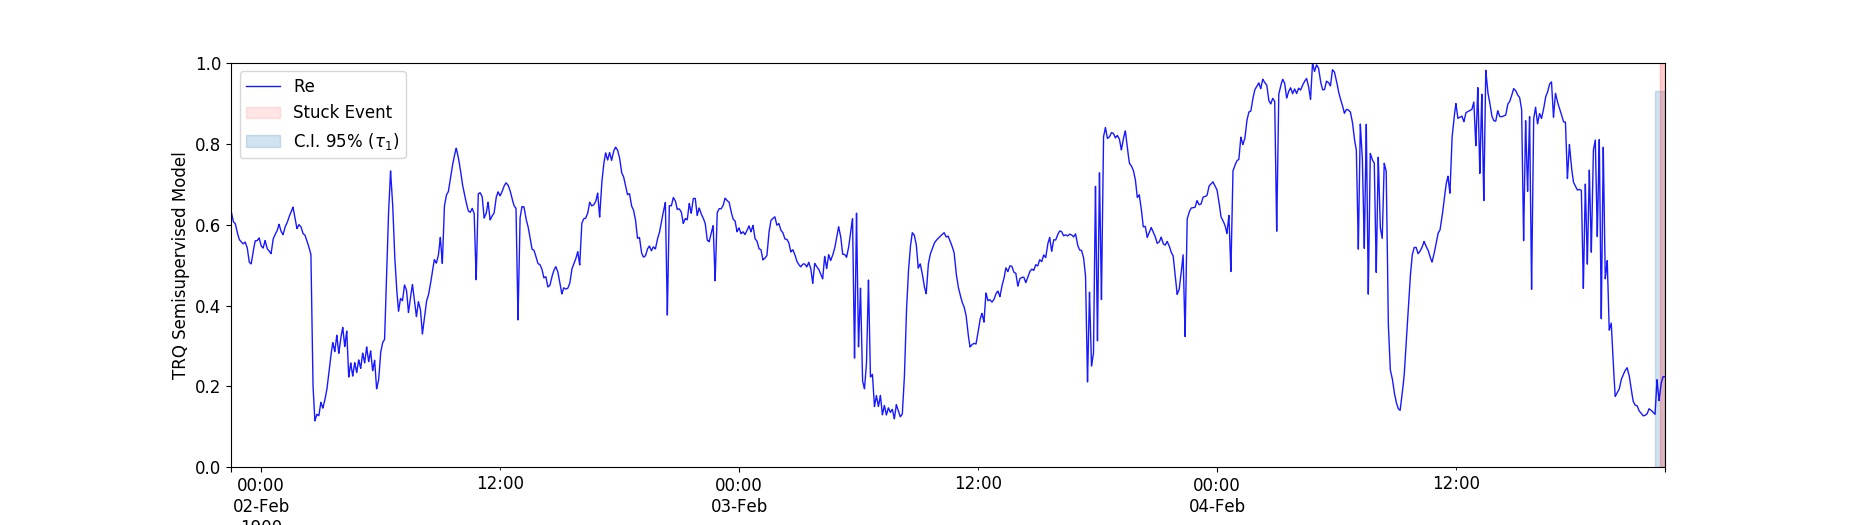 TRQ Semisupervised Model
1.0
0.8
0.6
0.4
0.2
0.0
Re
Stuck Event
C.I. 95% (τ₁)
00:00 12:00 00:00 12:00 00:00 12:00
02-Feb 03-Feb 04-Feb
1900